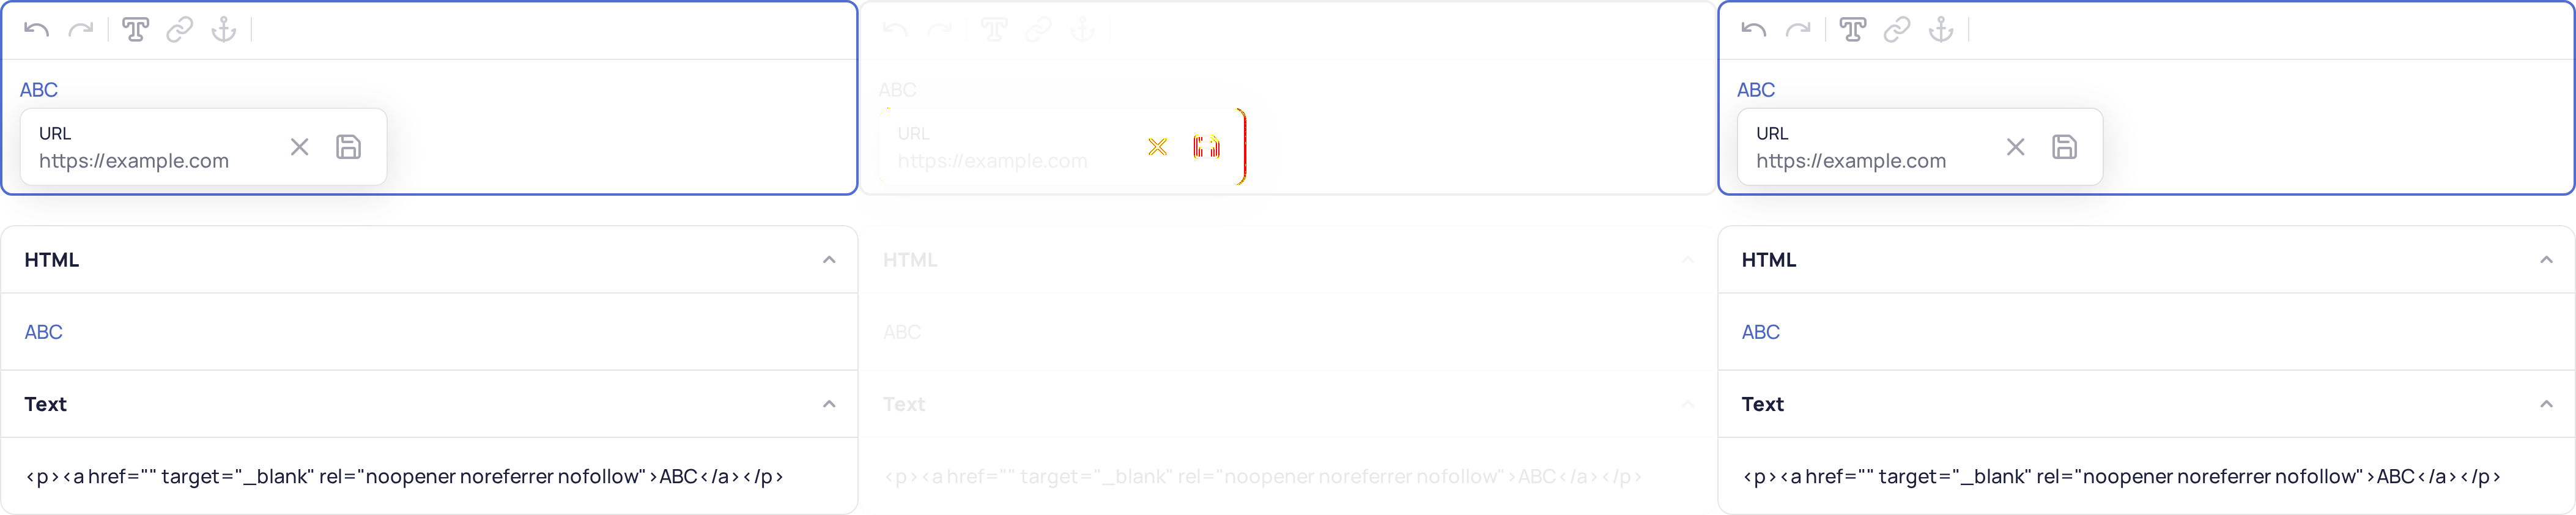 ABC
URL
https://example.com
HTML
ABC
Text
<p><a href="" target="_blank" rel="noopener noreferrer nofollow">ABC</a></p>
ABC
URL
https://example.com
HTML
ABC
Text
<p><a href="" target="_blank" rel="noopener noreferrer nofollow">ABC</a></p>
ABC
URL
https://example.com
HTML
ABC
Text
<p><a href="" target="_blank" rel="noopener noreferrer nofollow">ABC</a></p>